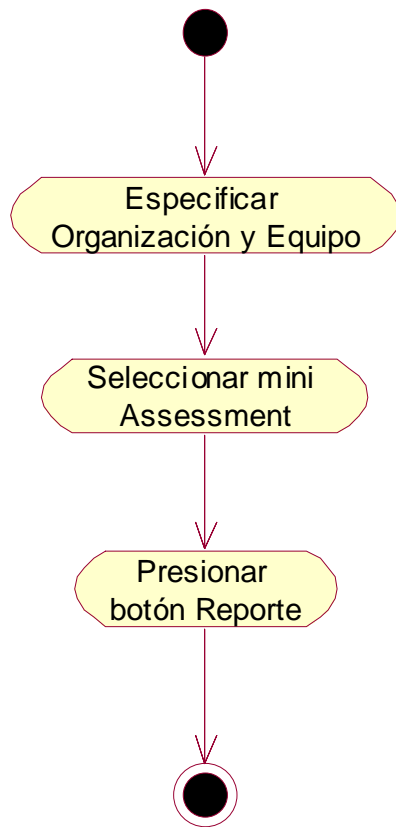 Especificar
Organización y Equipo
Seleccionar mini
Assessment
Presionar
botón Reporte